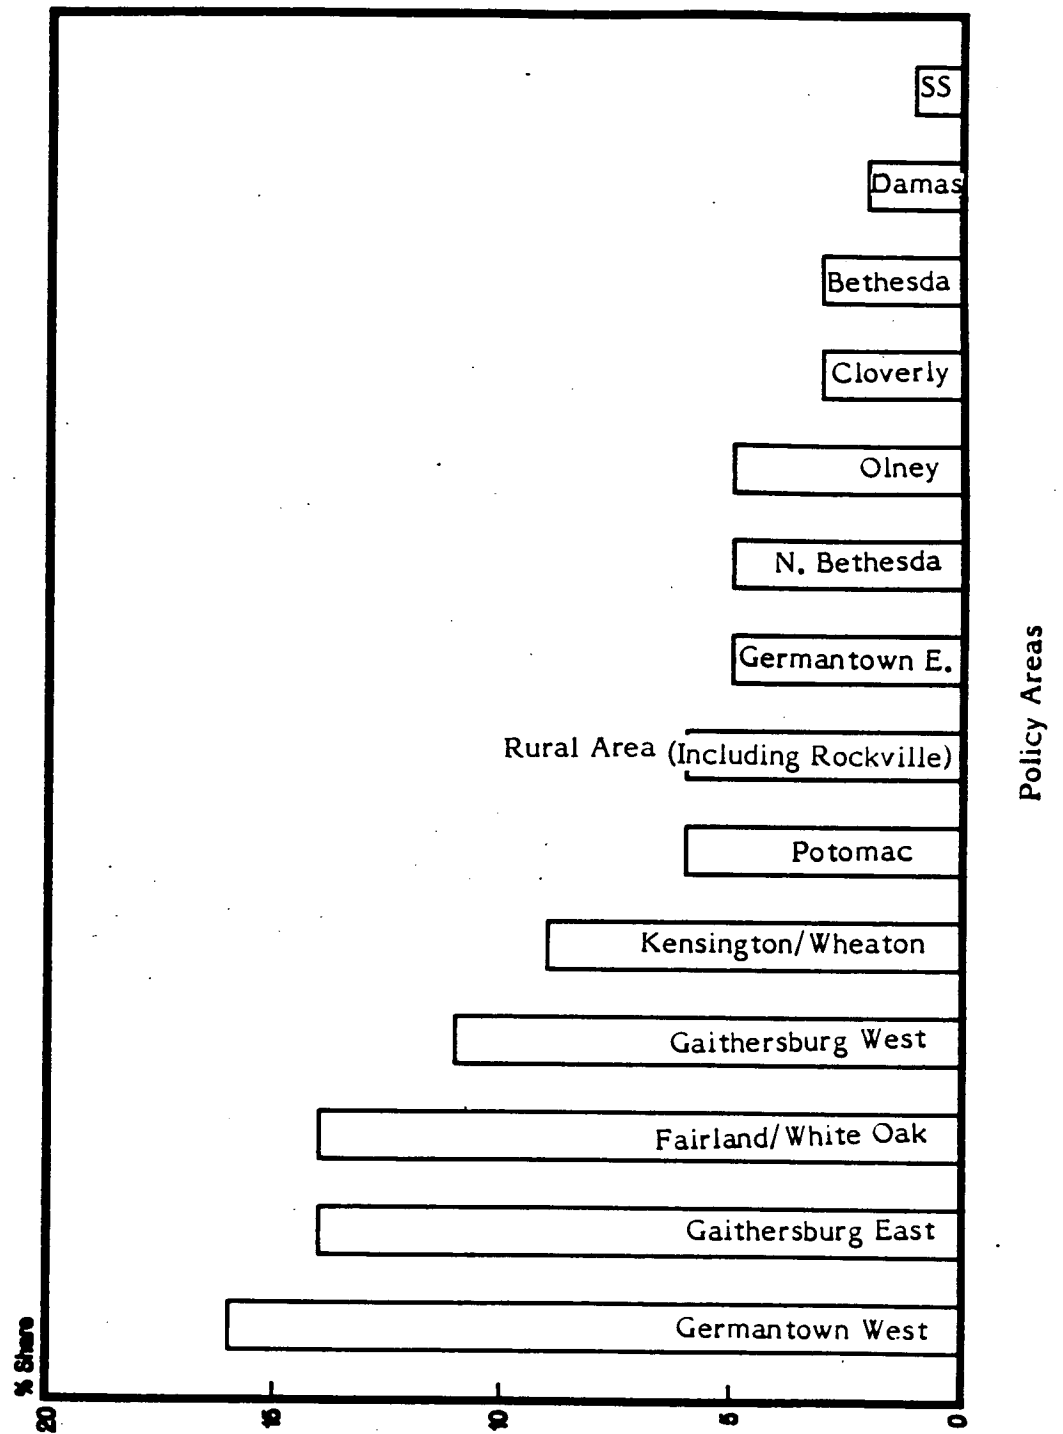 SS
Damas
Bethesda
Cloverly
Olney
N. Bethesda
Germantown E.
Rural Area (Including Rockville)
Potomac
Kensington/Wheaton
Gaithersburg West
Fairland/White Oak
Gaithersburg East
Germantown West
Policy Areas
% Share
20
15
10
5
0